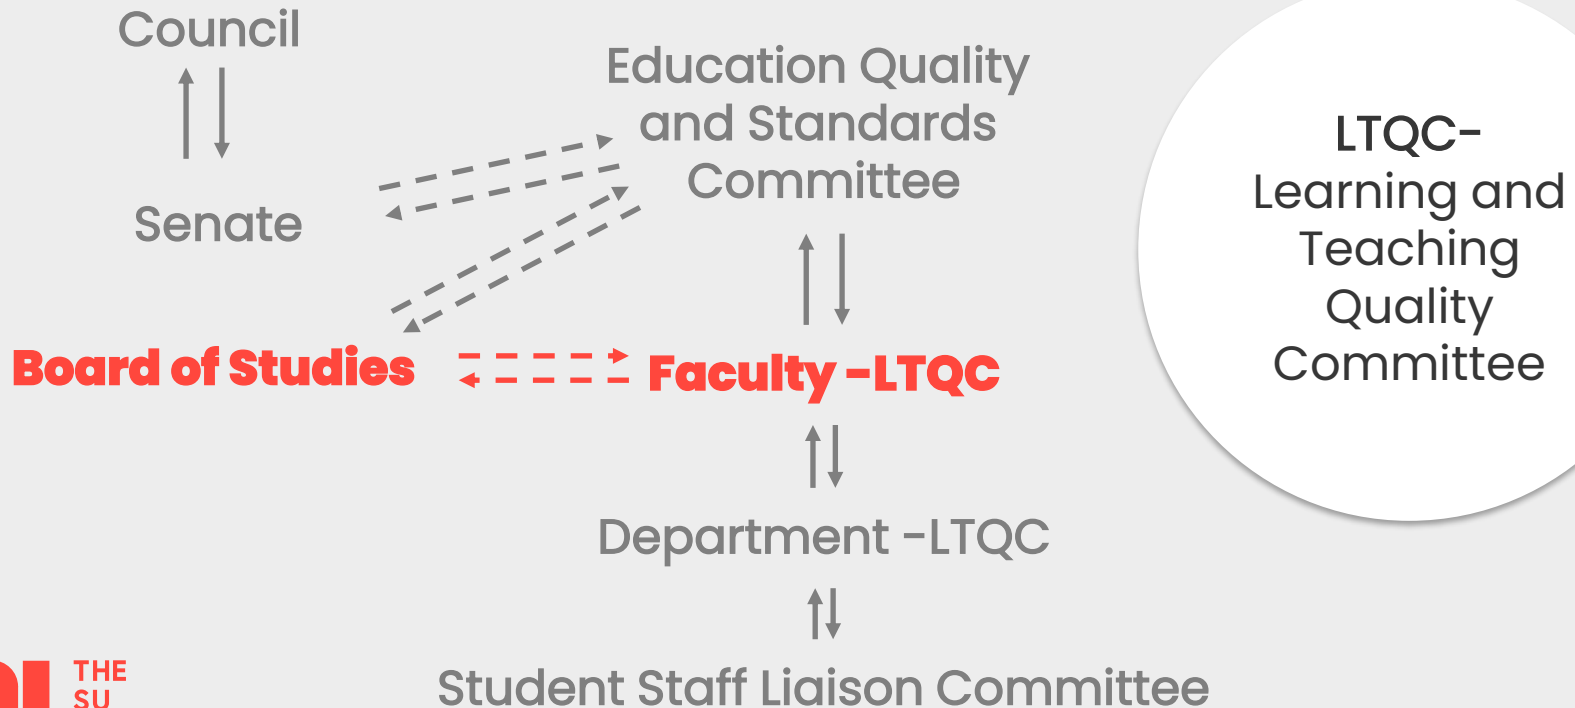 Council
Education Quality
and Standards
Committee
Senate
Board of Studies
Faculty -LTQC
Department -LTQC
Student Staff Liaison Committee
LTQC-
Learning and
Teaching
Quality
Committee
THE
SU